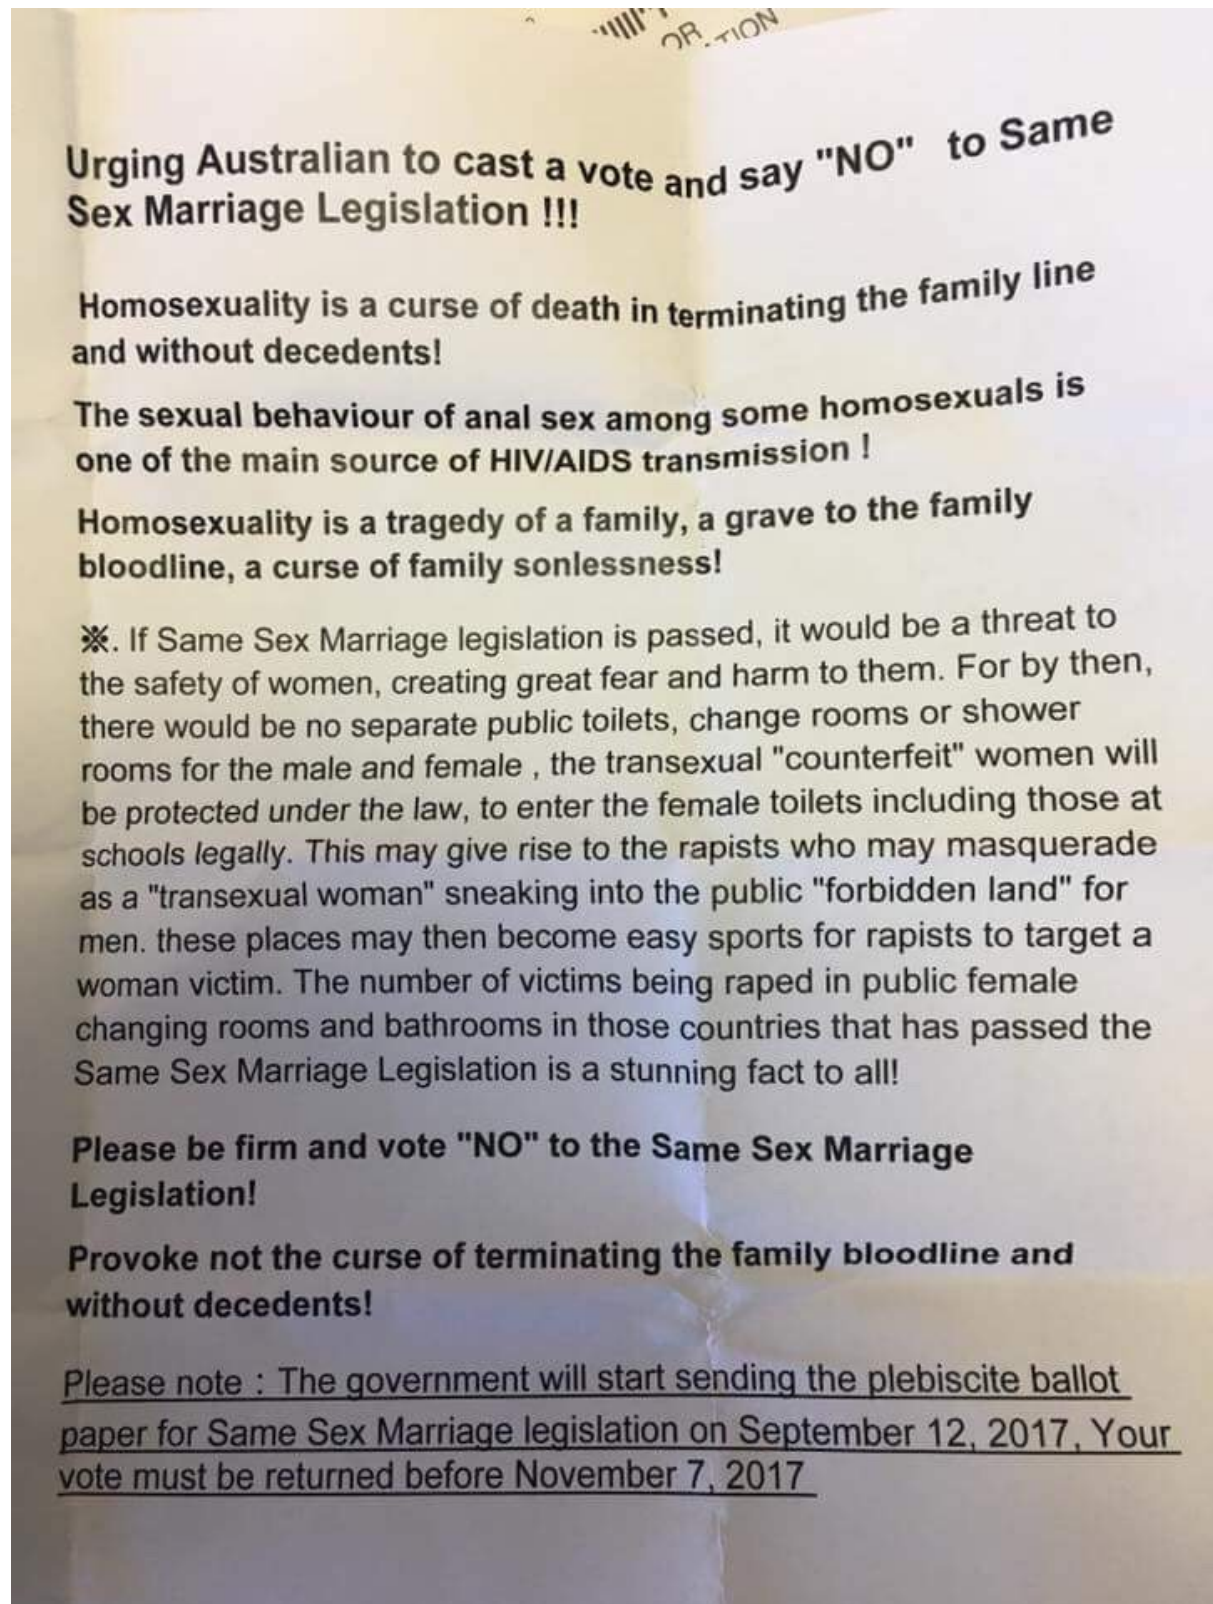 OR
TION
Urging Australian to cast a vote and say "NO" to Same
Sex Marriage Legislation !!!
Homosexuality is a curse of death in terminating the family line
and without decedents!
The sexual behaviour of anal sex among some homosexuals is
one of the main source of HIV/AIDS transmission !
Homosexuality is a tragedy of a family, a grave to the family
bloodline, a curse of family sonlessness!
※. If Same Sex Marriage legislation is passed, it would be a threat to
the safety of women, creating great fear and harm to them. For by then,
there would be no separate public toilets, change rooms or shower
rooms for the male and female , the transexual "counterfeit" women will
be protected under the law, to enter the female toilets including those at
schools legally. This may give rise to the rapists who may masquerade
as a "transexual woman" sneaking into the public "forbidden land" for
men. these places may then become easy sports for rapists to target a
woman victim. The number of victims being raped in public female
changing rooms and bathrooms in those countries that has passed the
Same Sex Marriage Legislation is a stunning fact to all!
Please be firm and vote "NO" to the Same Sex Marriage
Legislation!
Provoke not the curse of terminating the family bloodline and
without decedents!
Please note : The government will start sending the plebiscite ballot
paper for Same Sex Marriage legislation on September 12, 2017, Your
vote must be returned before November 7, 2017